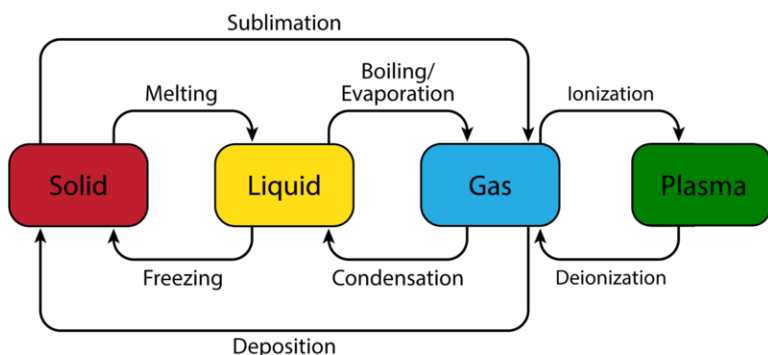 Sublimation
Melting
Boiling/
Evaporation
Ionization
Solid
Liquid
Gas
Plasma
Freezing
Condensation
Deionization
Deposition